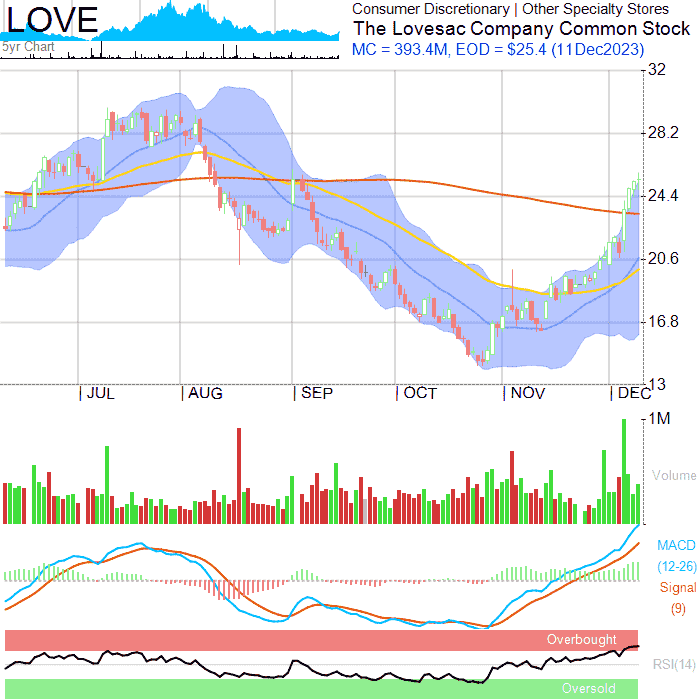 LOVE
5yr Chart
Consumer Discretionary | Other Specialty Stores
The Lovesac Company Common Stock
MC = 393.4M, EOD = $25.4 (11Dec2023)
32
28.2
24.4
20.6
16.8
13
JUL AUG SEP OCT NOV DEC
1M
Volume
MACD
(12-26)
Signal
(9)
Overbought
RSI(14)
Oversold